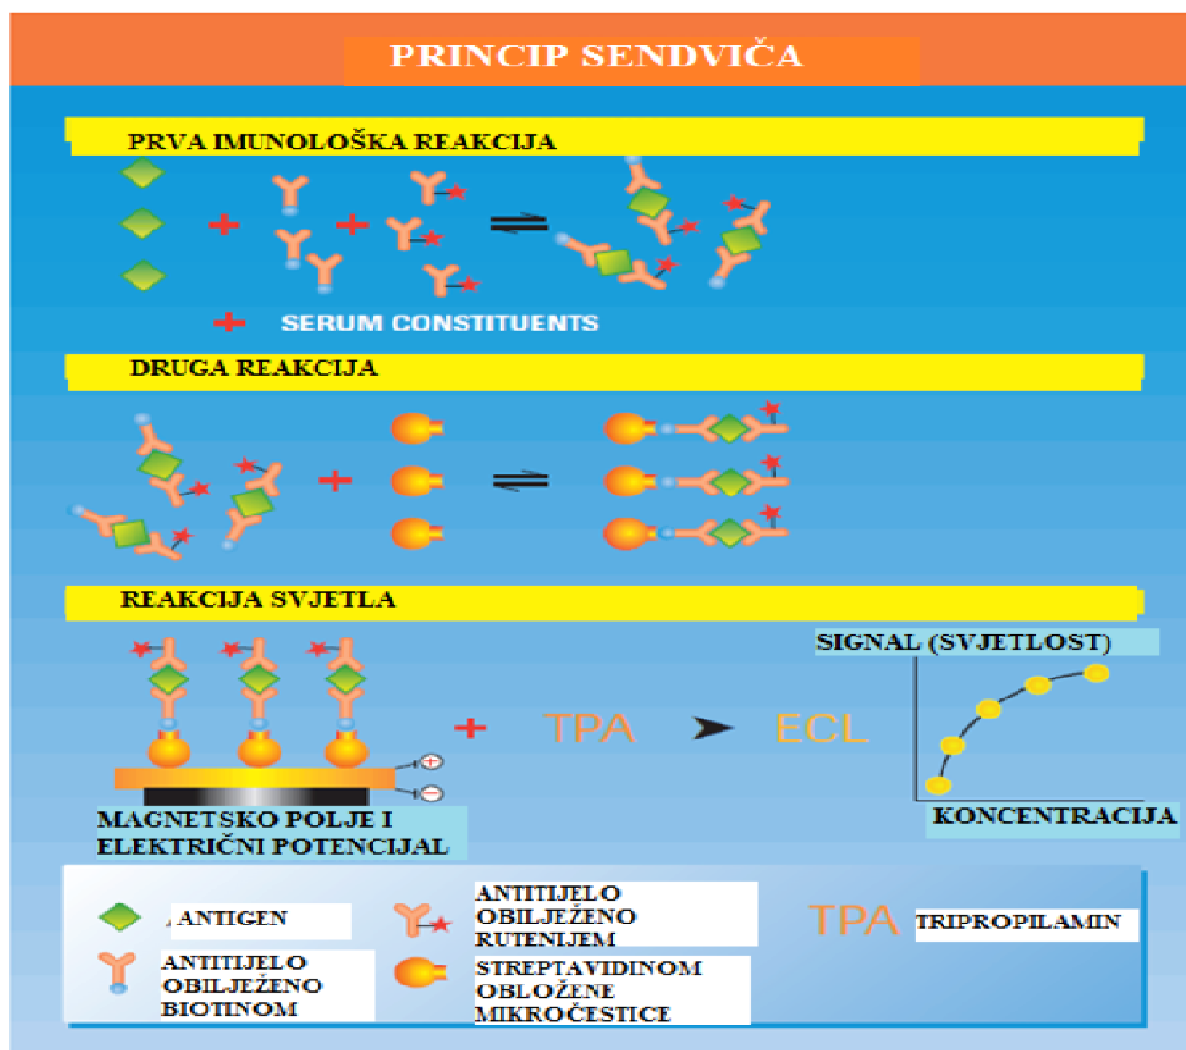 PRINCIP SENDVIČA
PRVA IMUNOLOŠKA REAKCIJA
SERUM CONSTITUENTS
DRUGA REAKCIJA
REAKCIJA SVJETLA
SIGNAL (SVJETLOST)
TPA
ECL
KONCENTRACIJA
MAGNETSKO POLJE I
ELEKTRIČNI POTENCIJAL
ANTIGEN
ANTITIJELO
OBILJEŽENO
RUTENIJEM
TPA
TRIPROPILAMIN
ANTITIJELO
OBILJEŽENO
BIOTINOM
STREPTAVIDINOM
OBLOŽENE
MIKROČESTICE